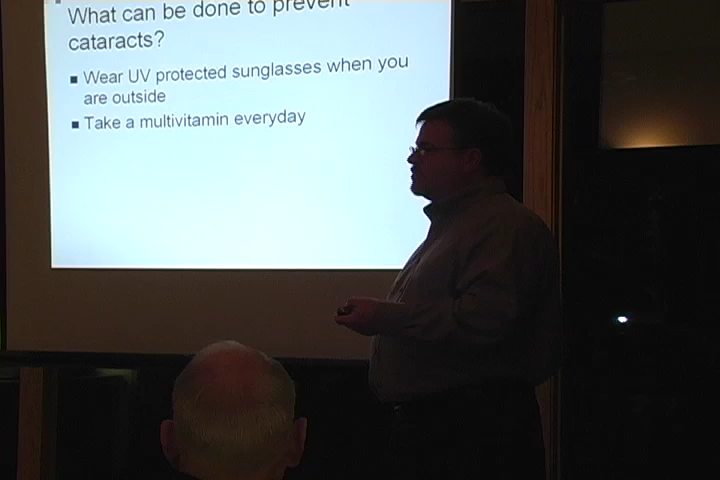 What can be done to prevent
cataracts?
Wear UV protected sunglasses when you
are outside
Take a multivitamin everyday